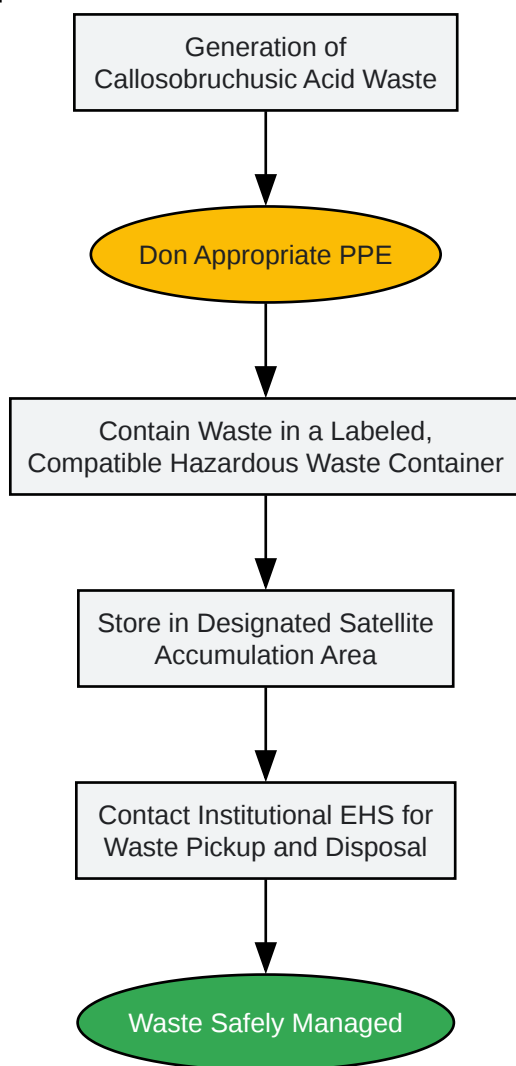 Generation of
Callosobruchusic Acid Waste
Don Appropriate PPE
Contain Waste in a Labeled,
Compatible Hazardous Waste Container
Store in Designated Satellite
Accumulation Area
Contact Institutional EHS for
Waste Pickup and Disposal
Waste Safely Managed